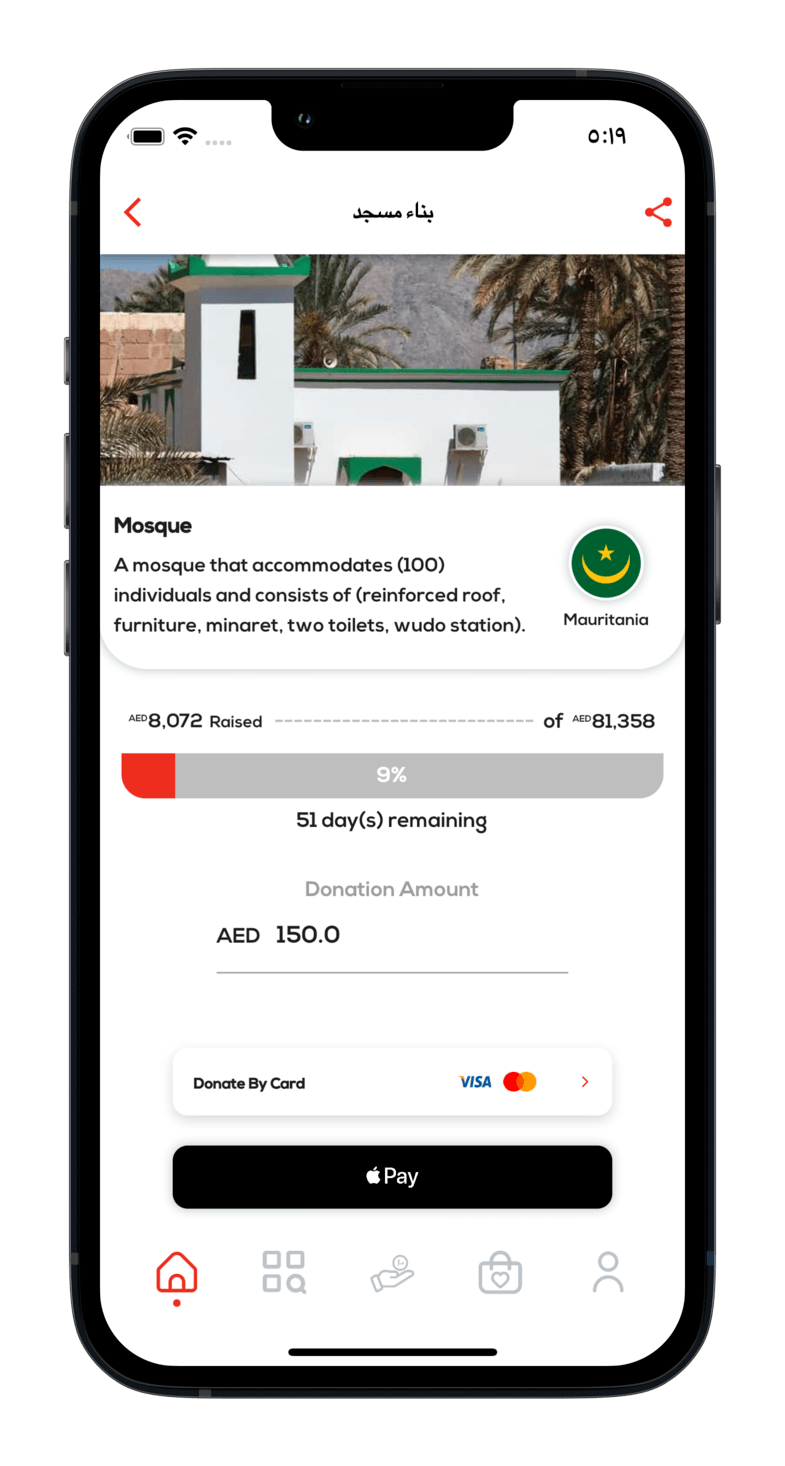 ٥:١٩
بناء مسجد
Mosque
A mosque that accommodates (100)
individuals and consists of (reinforced roof,
furniture, minaret, two toilets, wudo station).
Mauritania
AED8,072 Raised of AED81,358
9%
51 day(s) remaining
Donation Amount
AED 150.0
Donate By Card VISA
Pay